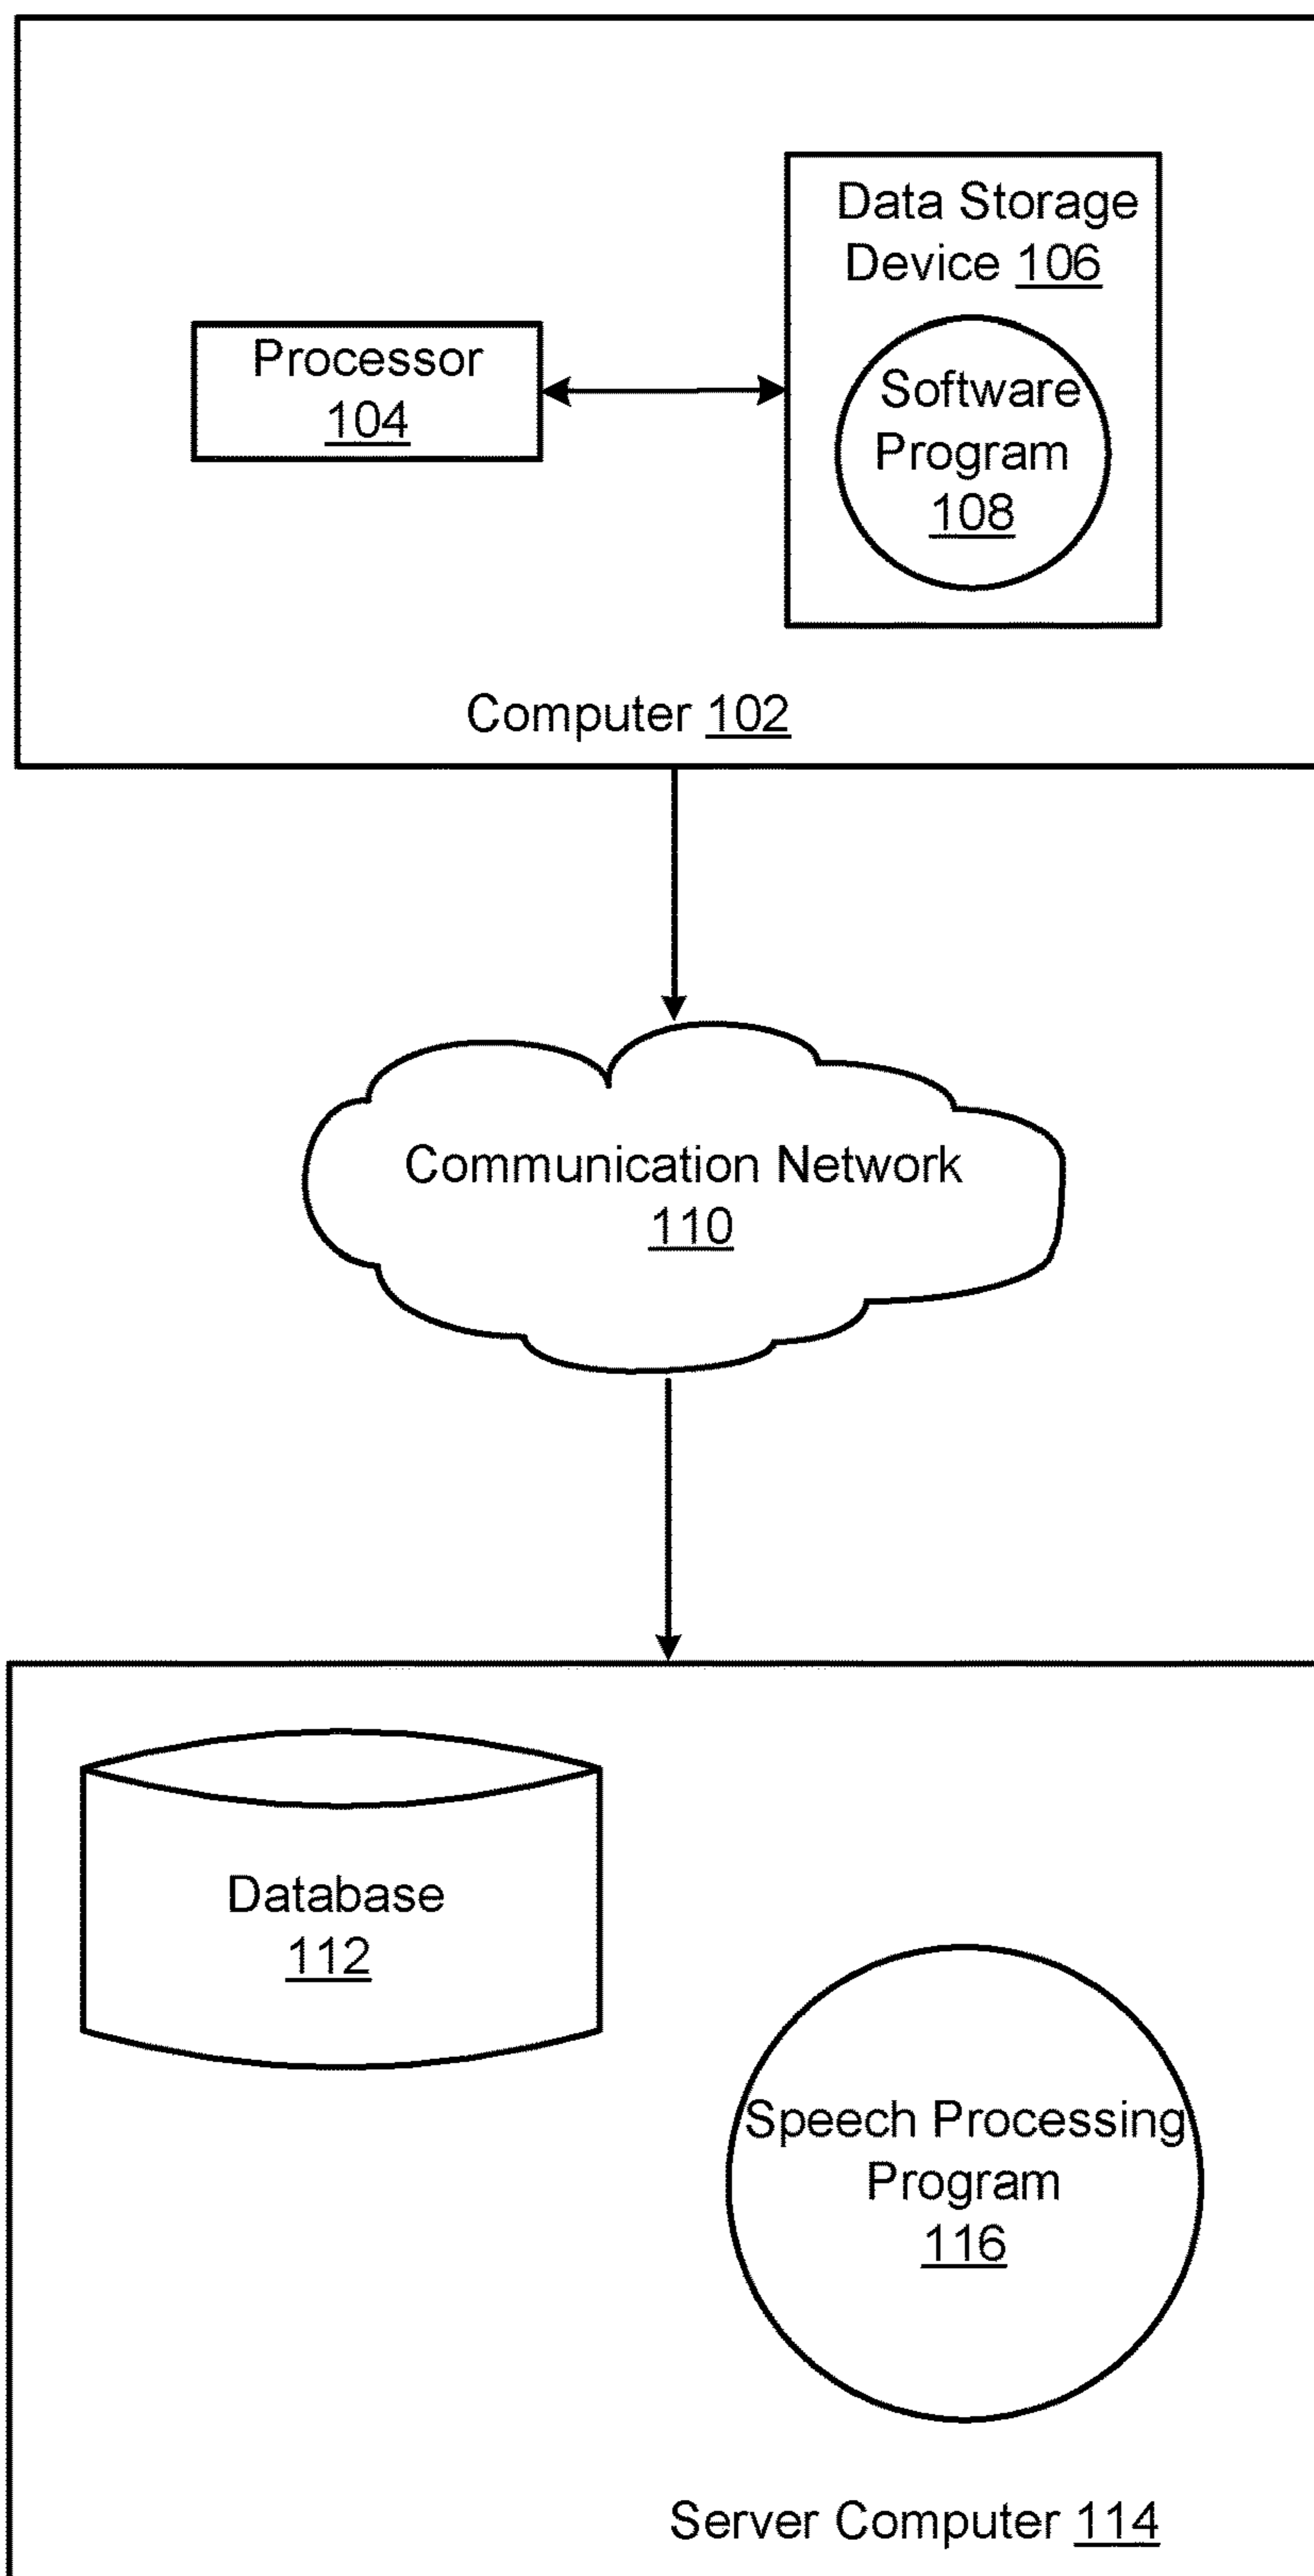 Data Storage
Device 106
Processor
104
Software
Program
108
Computer 102
Communication Network
110
Database
112
Speech Processing
Program
116
Server Computer 114